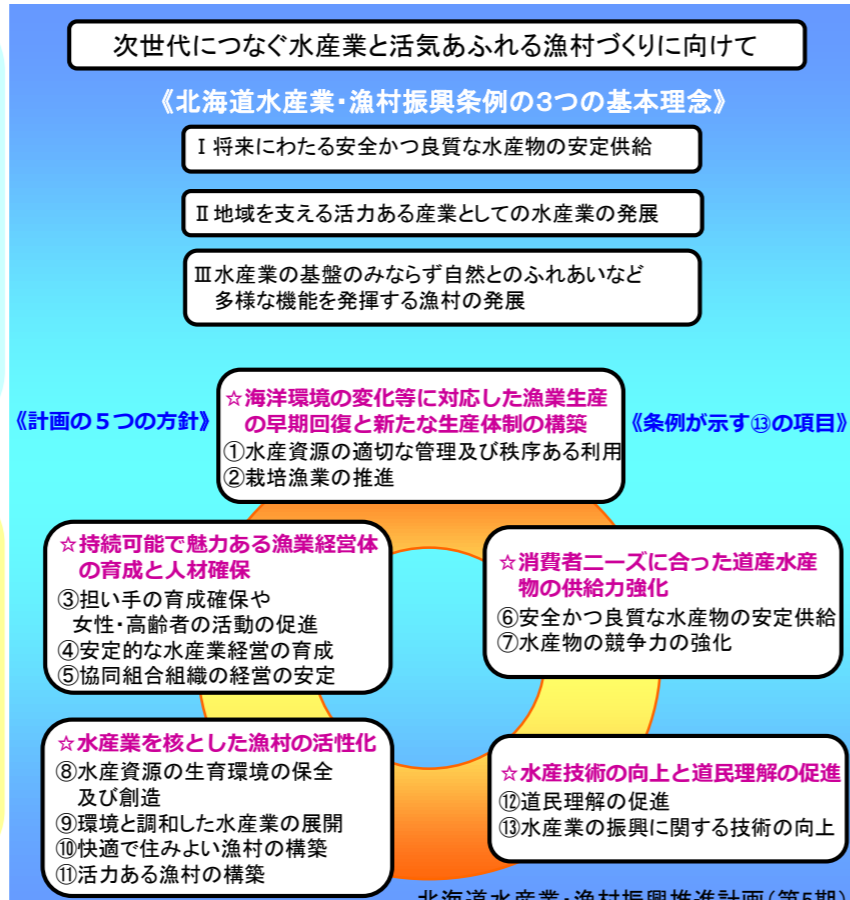 次世代につなぐ水産業と活気あふれる漁村づくりに向けて
《北海道水産業・漁村振興条例の3つの基本理念》
Ⅰ 将来にわたる安全かつ良質な水産物の安定供給
Ⅱ 地域を支える活力ある産業としての水産業の発展
Ⅲ 水産業の基盤のみならず自然とのふれあいなど
多様な機能を発揮する漁村の発展
《計画の5つの方針》
《条例が示す⑬の項目》
☆海洋環境の変化等に対応した漁業生産
の早期回復と新たな生産体制の構築
①水産資源の適切な管理及び秩序ある利用
②栽培漁業の推進
☆持続可能で魅力ある漁業経営体
の育成と人材確保
③担い手の育成確保や
女性・高齢者の活動の促進
④安定的な水産業経営の育成
⑤協同組合組織の経営の安定
☆消費者ニーズに合った道産水産
物の供給力強化
⑥安全かつ良質な水産物の安定供給
⑦水産物の競争力の強化
☆水産業を核とした漁村の活性化
⑧水産資源の生育環境の保全
及び創造
⑨環境と調和した水産業の展開
⑩快適で住みよい漁村の構築
⑪活力ある漁村の構築
☆水産技術の向上と道民理解の促進
⑫道民理解の促進
⑬水産業の振興に関する技術の向上
北海道水産業・漁村振興推進計画(第5期)